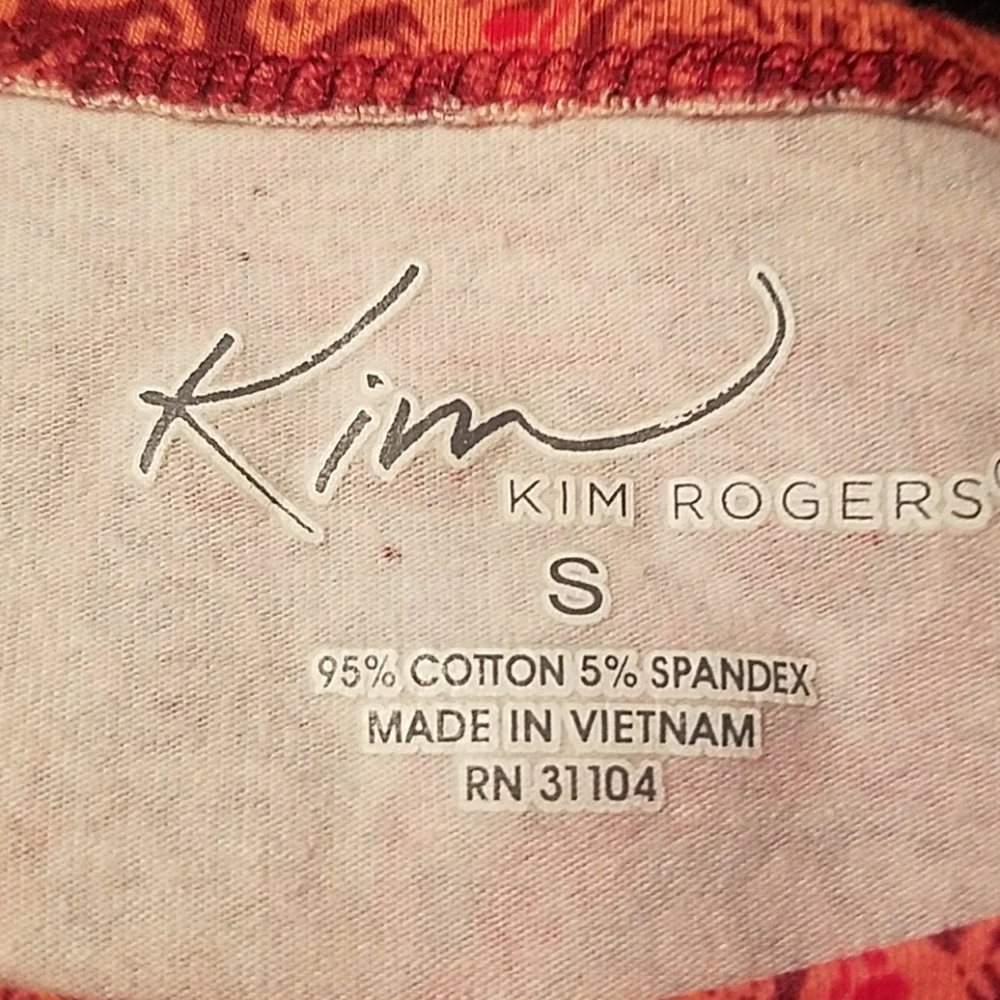 Kim
KIM ROGERS
S
95% COTTON 5% SPANDEX
MADE IN VIETNAM
RN 31104